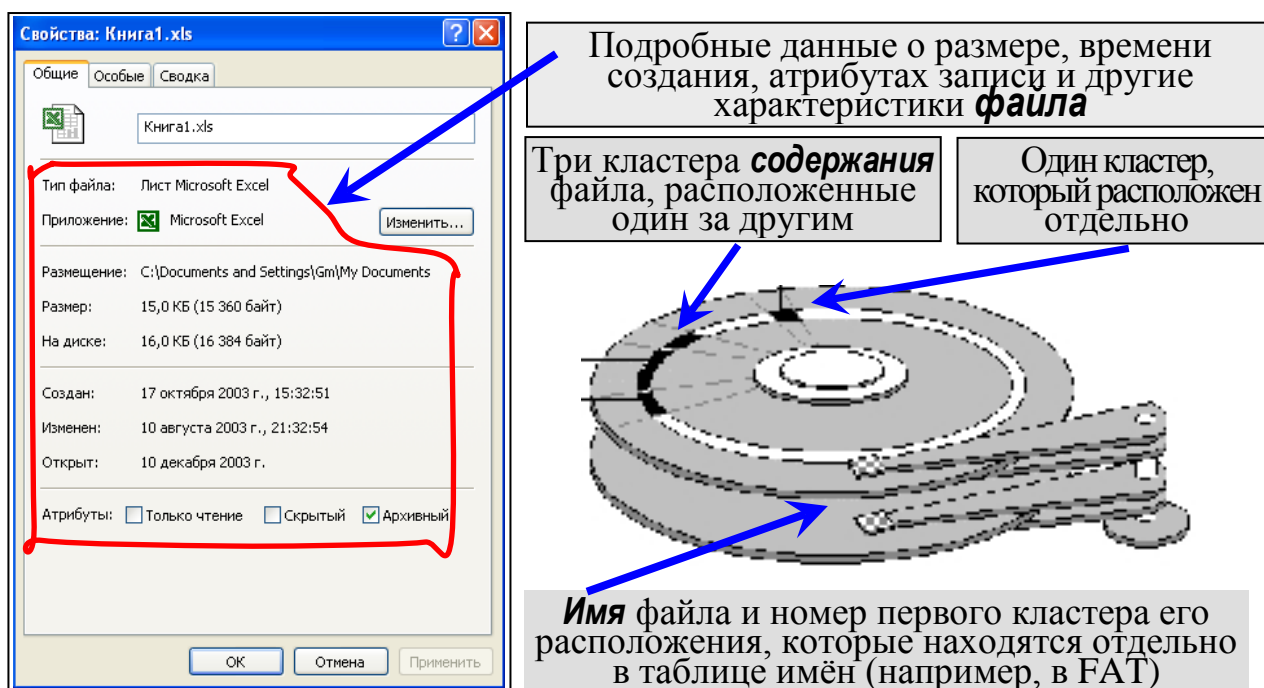 Свойства: Книга1.xls
Общие Особые Сводка
Книга1.xls
Тип файла: Лист Microsoft Excel
Приложение: Microsoft Excel Изменить...
Размещение: C:\Documents and Settings\Gm\My Documents
Размер: 15,0 КБ (15 360 байт)
На диске: 16,0 КБ (16 384 байт)
Создан: 17 октября 2003 г., 15:32:51
Изменен: 10 августа 2003 г., 21:32:54
Открыт: 10 декабря 2003 г.
Атрибуты: Только чтение Скрытый Архивный
ОК Отмена Применить
Подробные данные о размере, времени
создания, атрибутах записи и другие
характеристики файла
Три кластера содержания
файла, расположенные
один за другим
Один кластер,
который расположен
отдельно
Имя файла и номер первого кластера его
расположения, которые находятся отдельно
в таблице имён (например, в FAT)